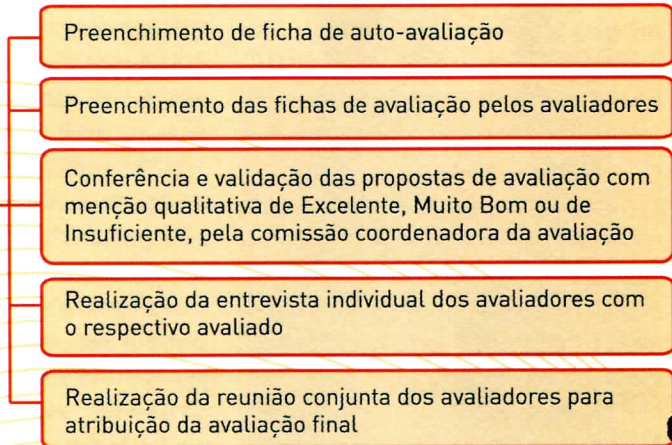 Preenchimento de ficha de auto-avaliação
Preenchimento das fichas de avaliação pelos avaliadores
Conferência e validação das propostas de avaliação com
menção qualitativa de Excelente, Muito Bom ou de
Insuficiente, pela comissão coordenadora da avaliação
Realização da entrevista individual dos avaliadores com
o respectivo avaliado
Realização da reunião conjunta dos avaliadores para
atribuição da avaliação final